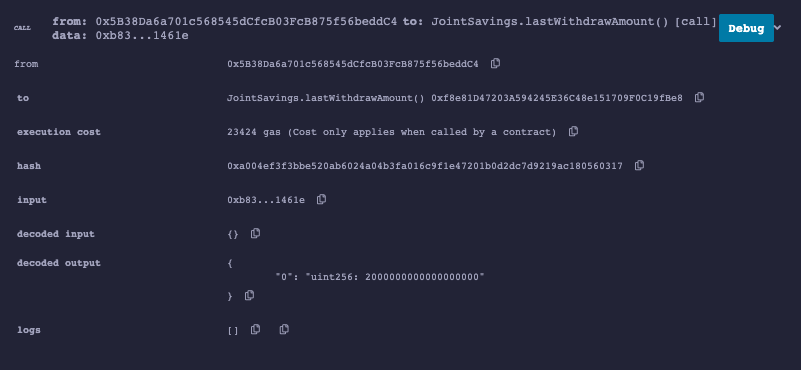 CALL
from: 0x5B38Da6a701c568545dCfcB03FcB875f56beddC4 to: JointSavings.lastWithdrawAmount() [call]
data: 0xb83...1461e
Debug
from 0x5B38Da6a701c568545dCfcB03FcB875f56beddC4
to JointSavings.lastWithdrawAmount() 0xf8e81D47203A594245E36C48e151709F0C19fBe8
execution cost 23424 gas (Cost only applies when called by a contract)
hash 0xa004ef3f3bbe520ab6024a04b3fa016c9f1e47201b0d2dc7d9219ac180560317
input 0xb83...1461e
decoded input {}
decoded output {
"0": "uint256: 2000000000000000000"
}
logs []